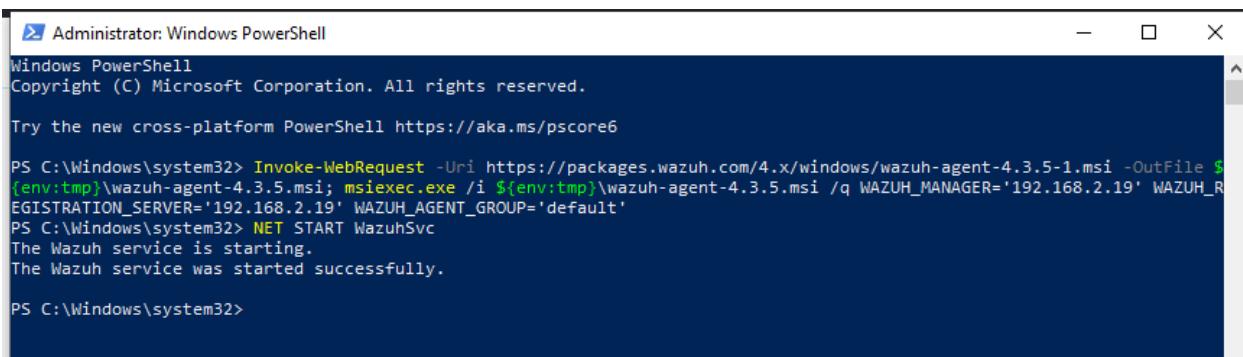 Administrator: Windows PowerShell
Windows PowerShell
Copyright (C) Microsoft Corporation. All rights reserved.
Try the new cross-platform PowerShell https://aka.ms/pscore6
PS C:\Windows\system32> Invoke-WebRequest -Uri https://packages.wazuh.com/4.x/windows/wazuh-agent-4.3.5-1.msi -OutFile $
{env:tmp}\wazuh-agent-4.3.5.msi; msiexec.exe /i ${env:tmp}\wazuh-agent-4.3.5.msi /q WAZUH_MANAGER='192.168.2.19' WAZUH_R
EGISTRATION_SERVER='192.168.2.19' WAZUH_AGENT_GROUP='default'
PS C:\Windows\system32> NET START WazuhSvc
The Wazuh service is starting.
The Wazuh service was started successfully.
PS C:\Windows\system32>